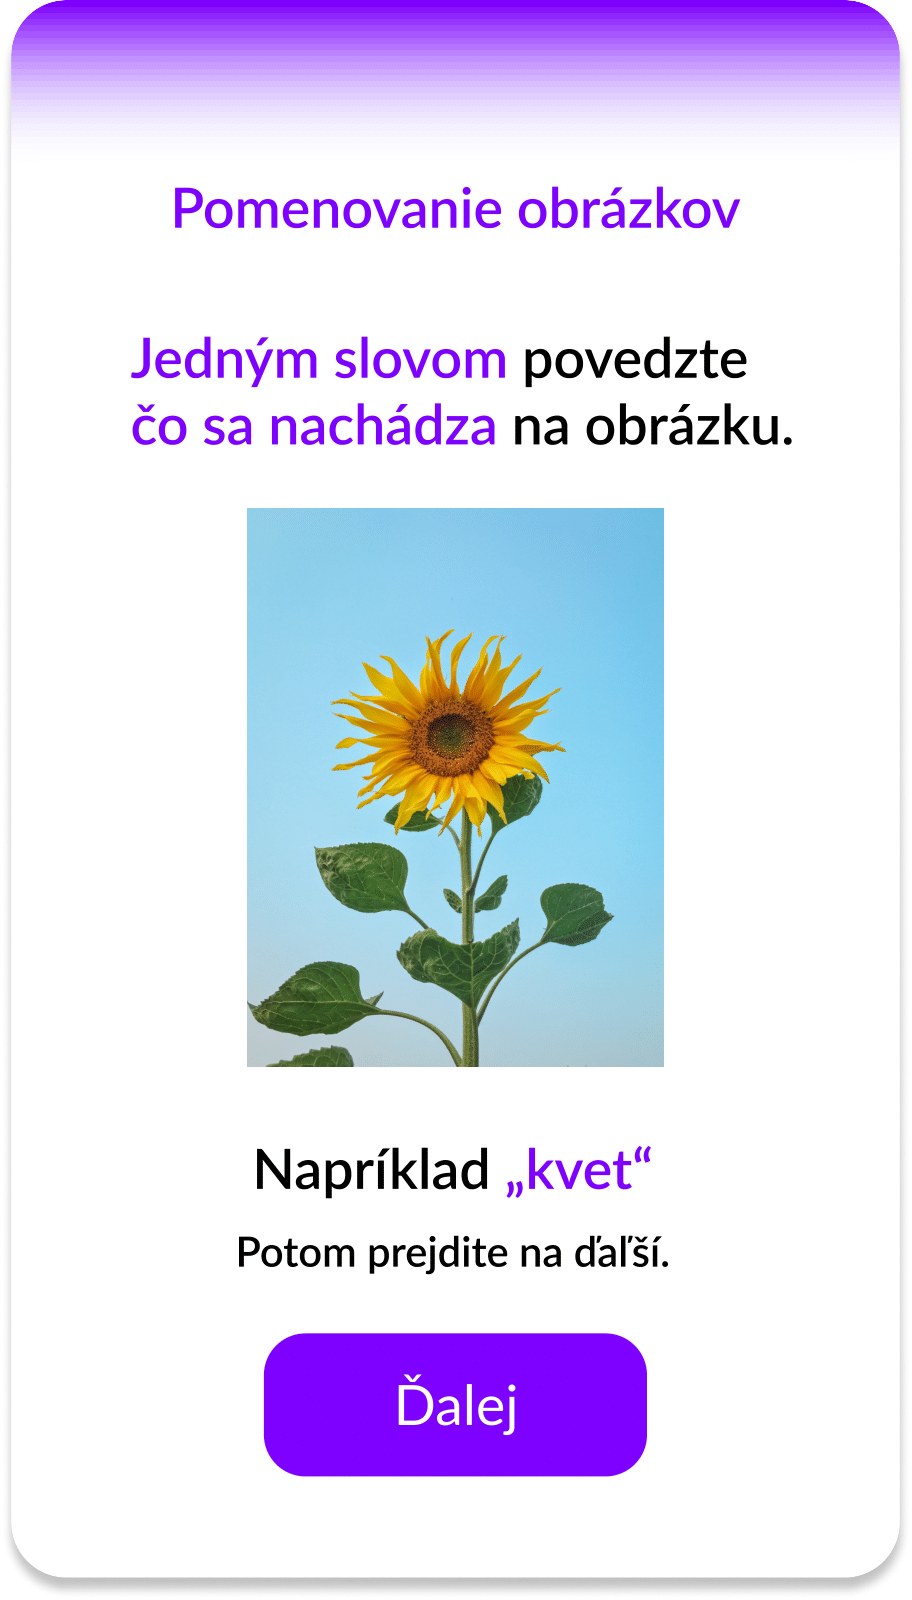 Pomenovanie obrázkov
Jedným slovom povedzte
čo sa nachádza na obrázku.
Napríklad „kvet“
Potom prejdite na ďaľší.
Ďalej